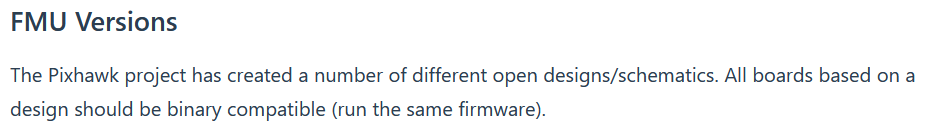 FMU Versions
The Pixhawk project has created a number of different open designs/schematics. All boards based on a
design should be binary compatible (run the same firmware).